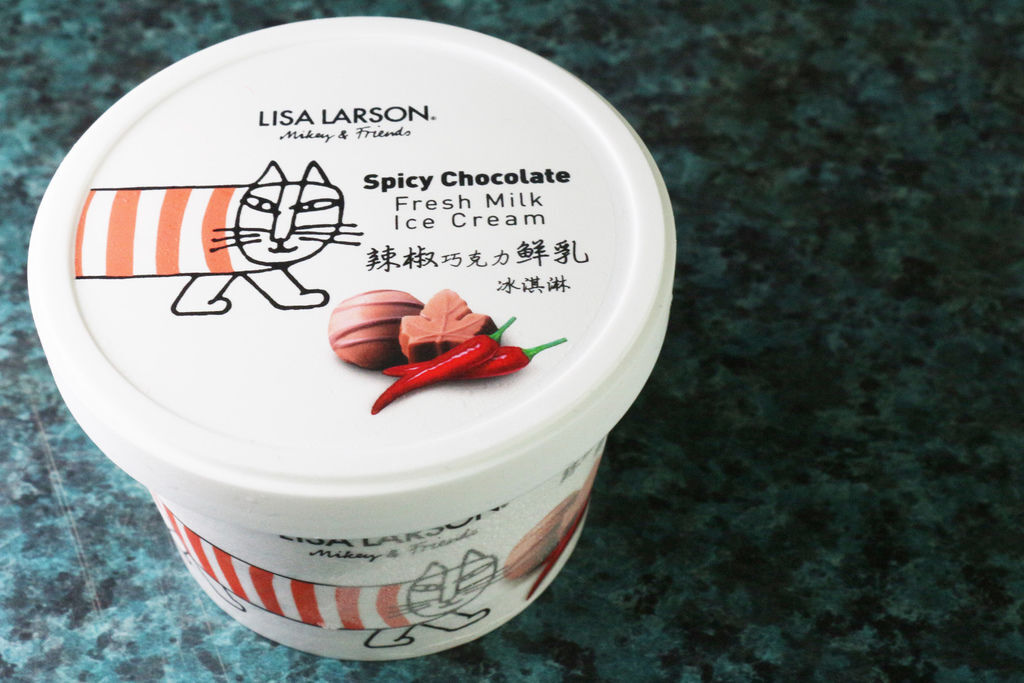 LISA LARSON®
Mikey & Friends
Spicy Chocolate
Fresh Milk
Ice Cream
辣椒巧克力鲜乳
冰淇淋
LISA LARSON
Mikey & Friends